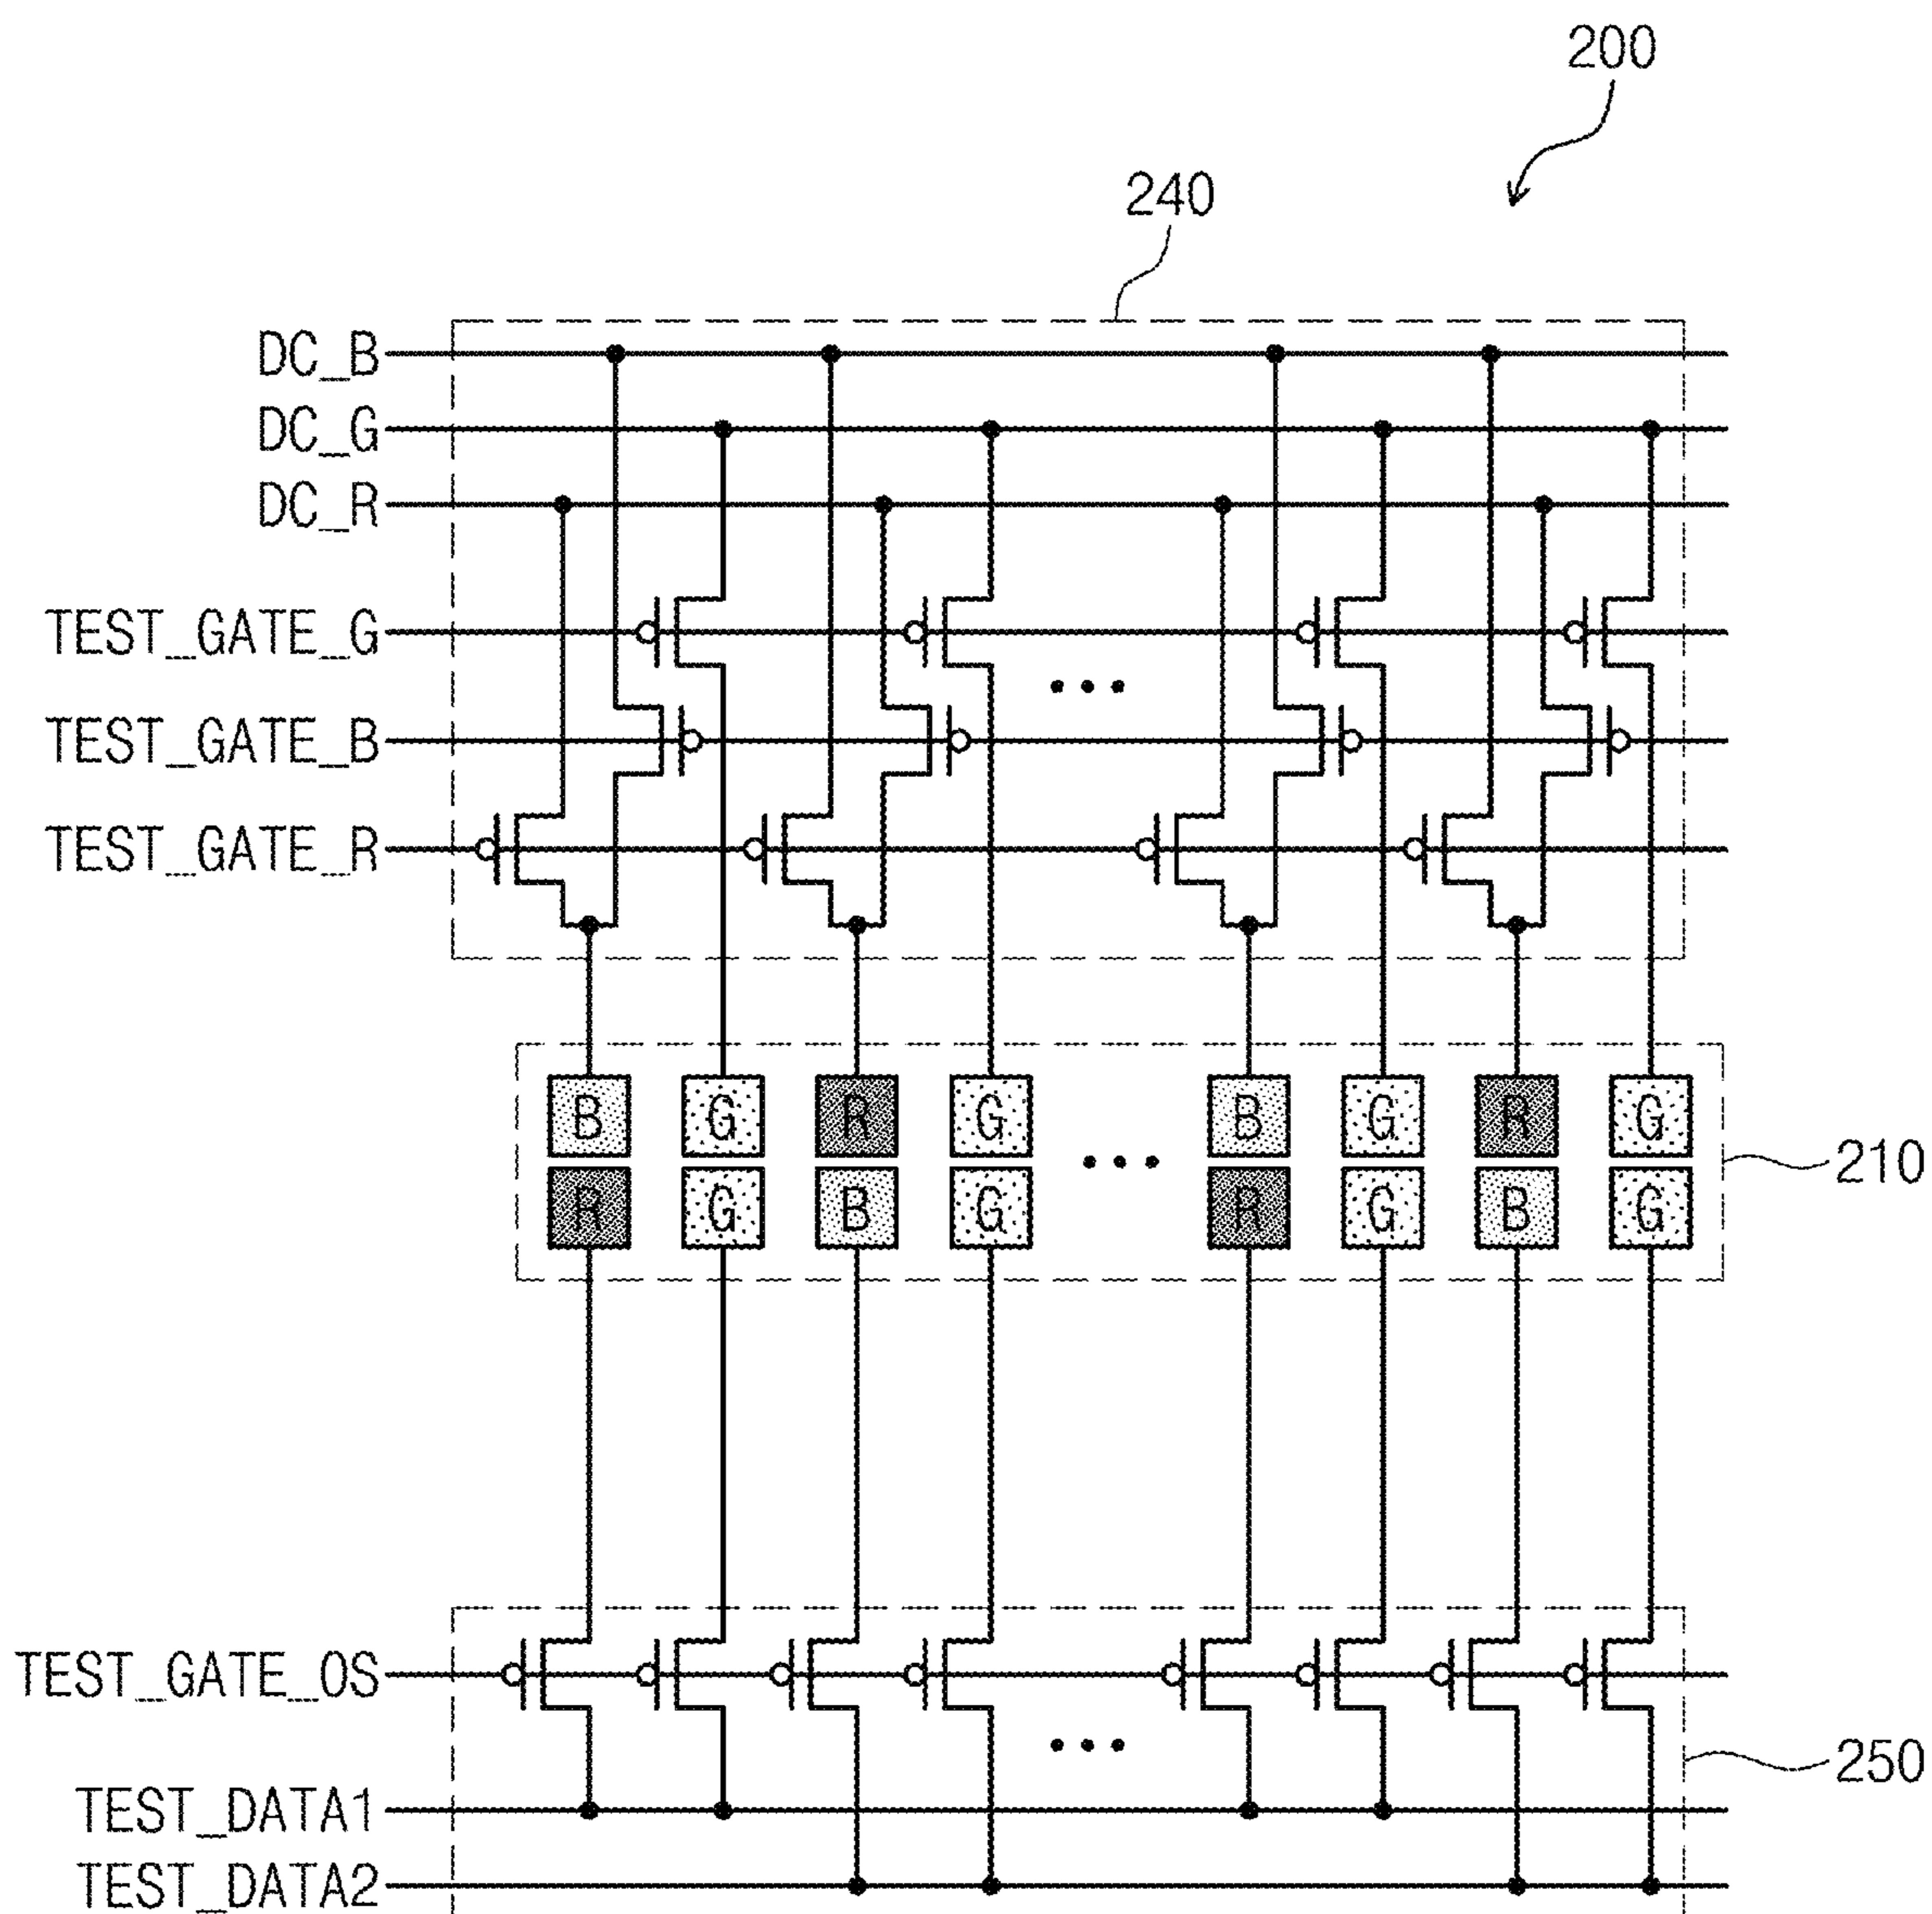 200
240
DC_B
DC_G
DC_R
TEST_GATE_G
TEST_GATE_B
TEST_GATE_R
B G R G B G R G
R G B G R G B G
210
TEST_GATE_OS
250
TEST_DATA1
TEST_DATA2